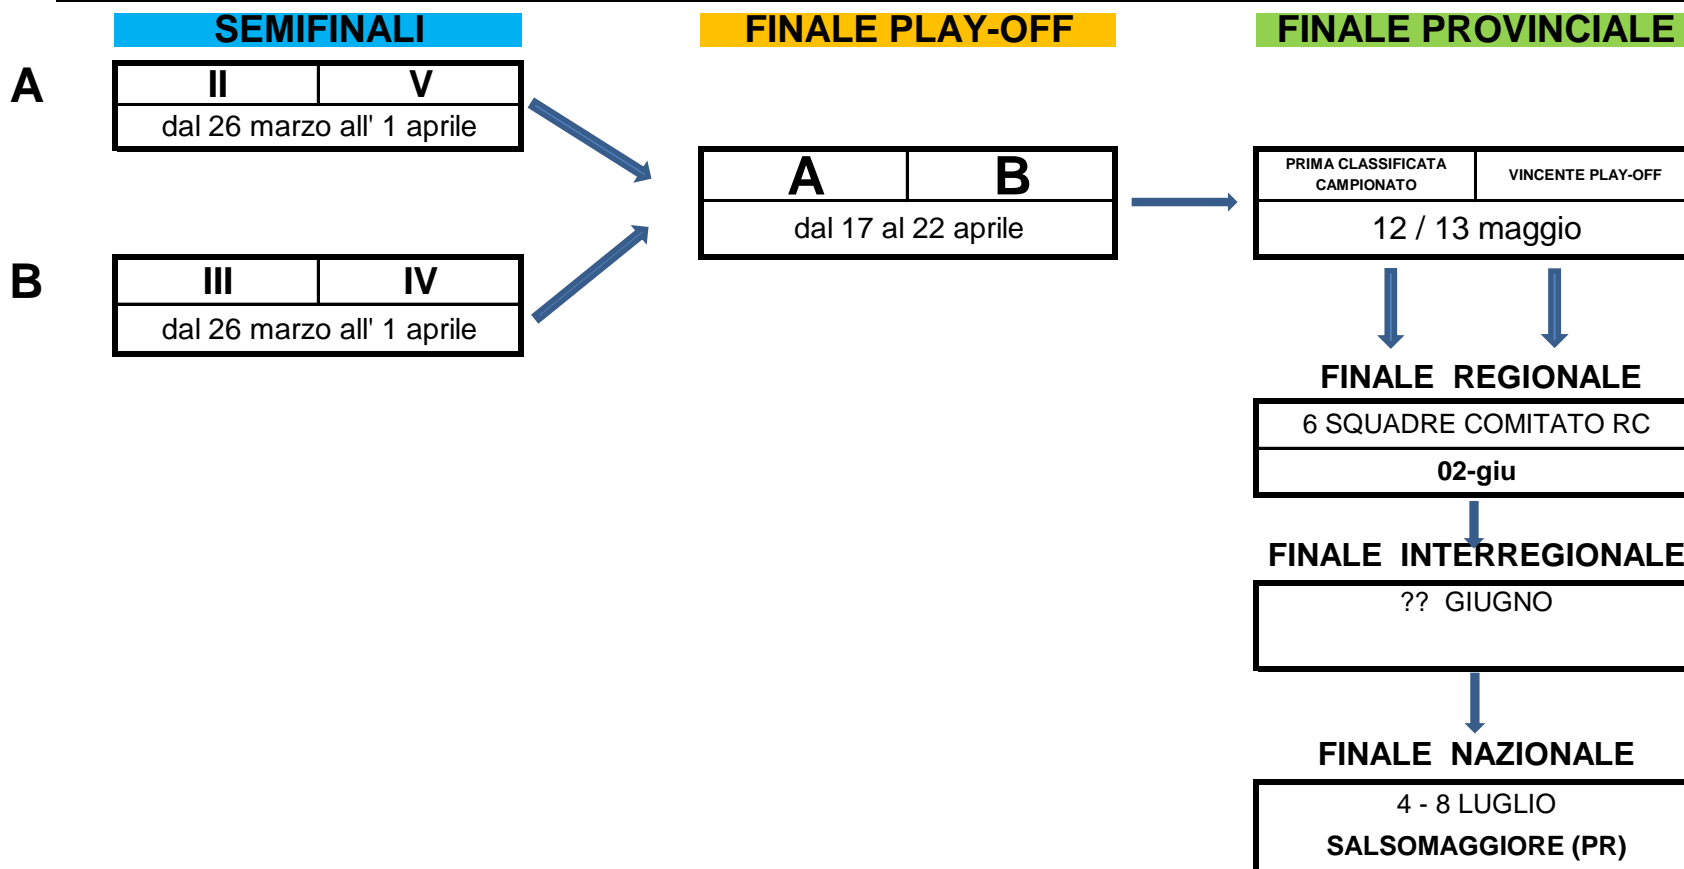 SEMIFINALI
FINALE PLAY-OFF
FINALE PROVINCIALE
A
II V
dal 26 marzo all' 1 aprile
A B
dal 17 al 22 aprile
PRIMA CLASSIFICATA
CAMPIONATO
VINCENTE PLAY-OFF
12 / 13 maggio
B
III IV
dal 26 marzo all' 1 aprile
FINALE REGIONALE
6 SQUADRE COMITATO RC
02-giu
FINALE INTERREGIONALE
?? GIUGNO
FINALE NAZIONALE
4 - 8 LUGLIO
SALSOMAGGIORE (PR)